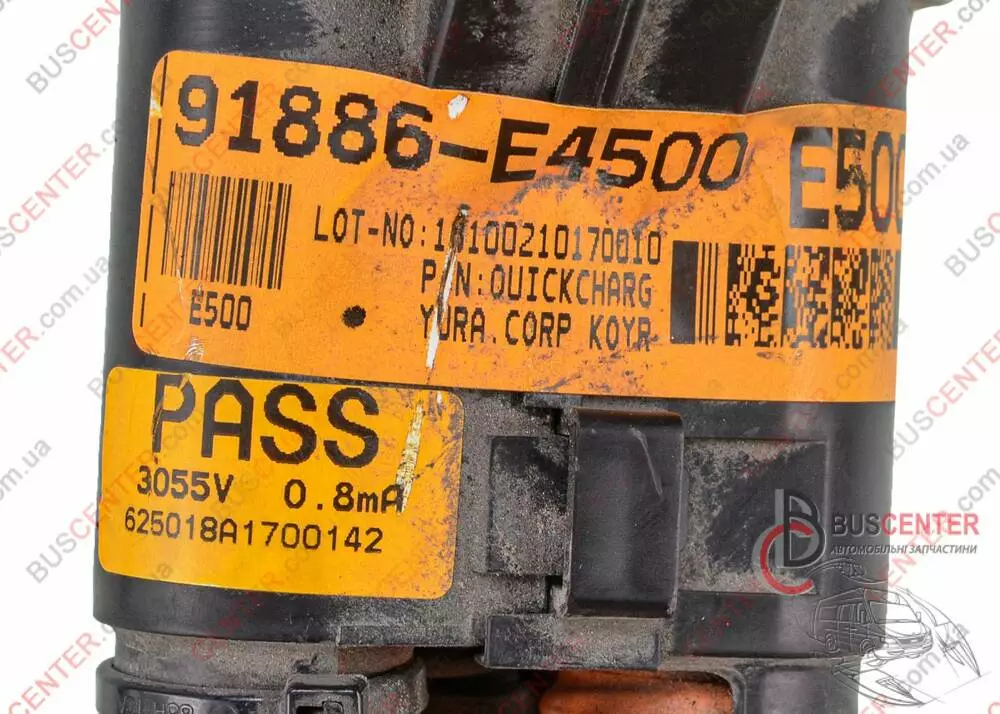 91886-E4500 E500
LOT-NO:
E500
P/N:QUICKCHARG
YURA.CORP KOYR
PASS
3055V 0.8mA
625018A1700142
BUSCENTER
АВТОМОБІЛЬНІ ЗАПЧАСТИНИ
BUSCENTER.com.ua